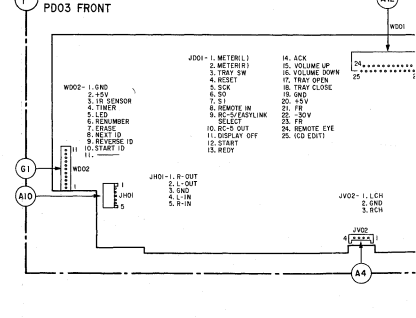 PD03 FRONT
WD01
JD01- 1. METER(L)
2. METER(R)
3. TRAY SW
4. RESET
5. SCK
6. SO
7. SI
8. REMOTE IN
9. RC-5/EASYLINK
SELECT
10. RC-5 OUT
11. DISPLAY OFF
12. START
13. REDY
14. ACK
15. VOLUME UP
16. VOLUME DOWN
17. TRAY OPEN
18. TRAY CLOSE
19. GND
20. +5V
21. FR
22. -30V
23. FR
24. REMOTE EYE
25. (CD EDIT)
24
25
WD02- 1. GND
2. +5V
3. IR SENSOR
4. TIMER
5. LED
6. RENUMBER
7. ERASE
8. NEXT ID
9. REVERSE ID
10. START ID
11. ———
11
G1
WD02
1
A10
1
JH01
5
JH01- 1. R-OUT
2. L-OUT
3. GND
4. L-IN
5. R-IN
JV02- 1. LCH
2. GND
3. RCH
JV02
4 1
A4